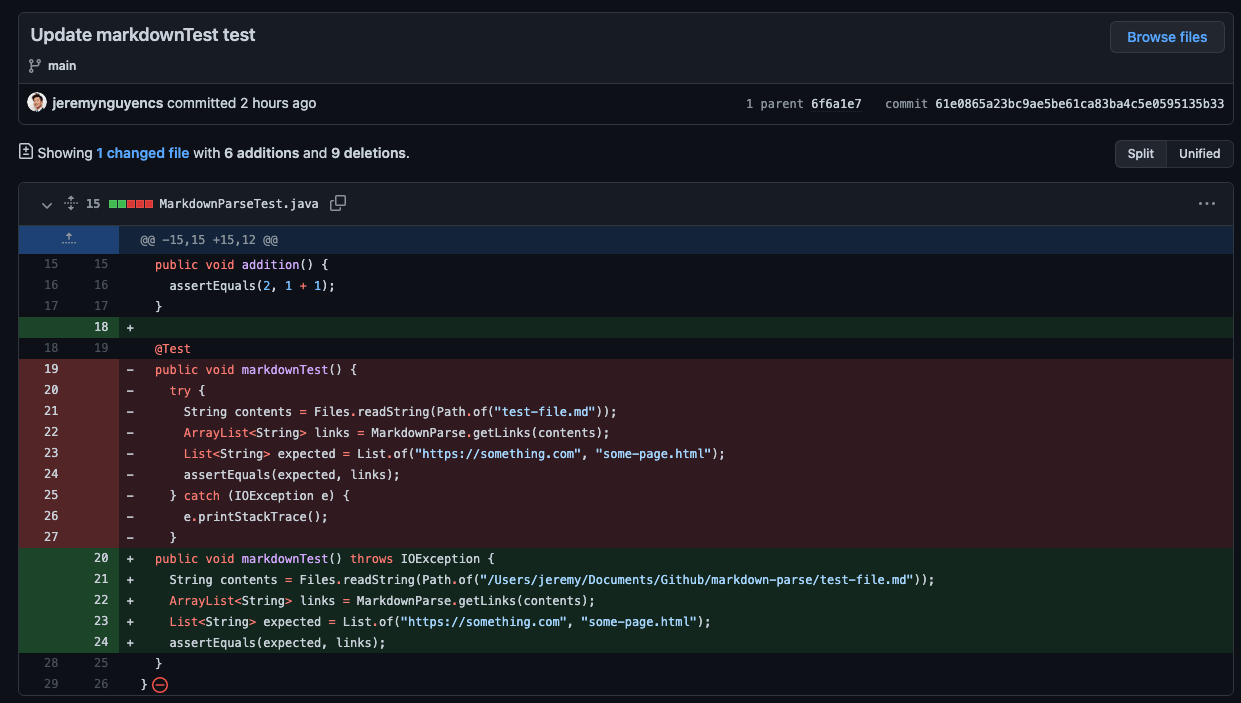 Update markdownTest test
Browse files
main
jeremynguyencs committed 2 hours ago
1 parent 6f6a1e7 commit 61e0865a23bc9ae5be61ca83ba4c5e0595135b33
Showing 1 changed file with 6 additions and 9 deletions.
Split Unified
15 MarkdownParseTest.java
@@ -15,15 +15,12 @@
15 15 public void addition() {
16 16 assertEquals(2, 1 + 1);
17 17 }
18 +
18 19 @Test
19 - public void markdownTest() {
20 - try {
21 - String contents = Files.readString(Path.of("test-file.md"));
22 - ArrayList<String> links = MarkdownParse.getLinks(contents);
23 - List<String> expected = List.of("https://something.com", "some-page.html");
24 - assertEquals(expected, links);
25 - } catch (IOException e) {
26 - e.printStackTrace();
27 - }
20 + public void markdownTest() throws IOException {
21 + String contents = Files.readString(Path.of("/Users/jeremy/Documents/Github/markdown-parse/test-file.md"));
22 + ArrayList<String> links = MarkdownParse.getLinks(contents);
23 + List<String> expected = List.of("https://something.com", "some-page.html");
24 + assertEquals(expected, links);
28 25 }
29 26 }